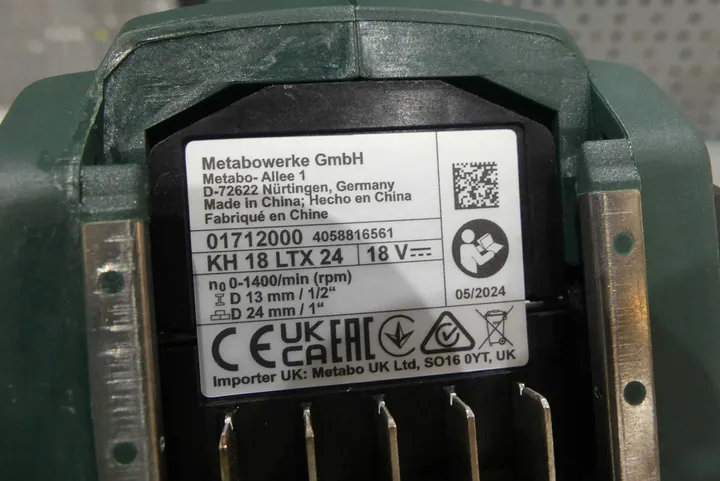 Metabowerke GmbH
Metabo- Allee 1
D-72622 Nürtingen, Germany
Made in China; Hecho en China
Fabriqué en Chine
01712000 4058816561
KH 18 LTX 24 18 V
n₀ 0-1400/min (rpm)
D 13 mm / 1/2“
D 24 mm / 1“
05/2024
CE UK CA EAC
Importer UK: Metabo UK Ltd, SO16 0YT, UK